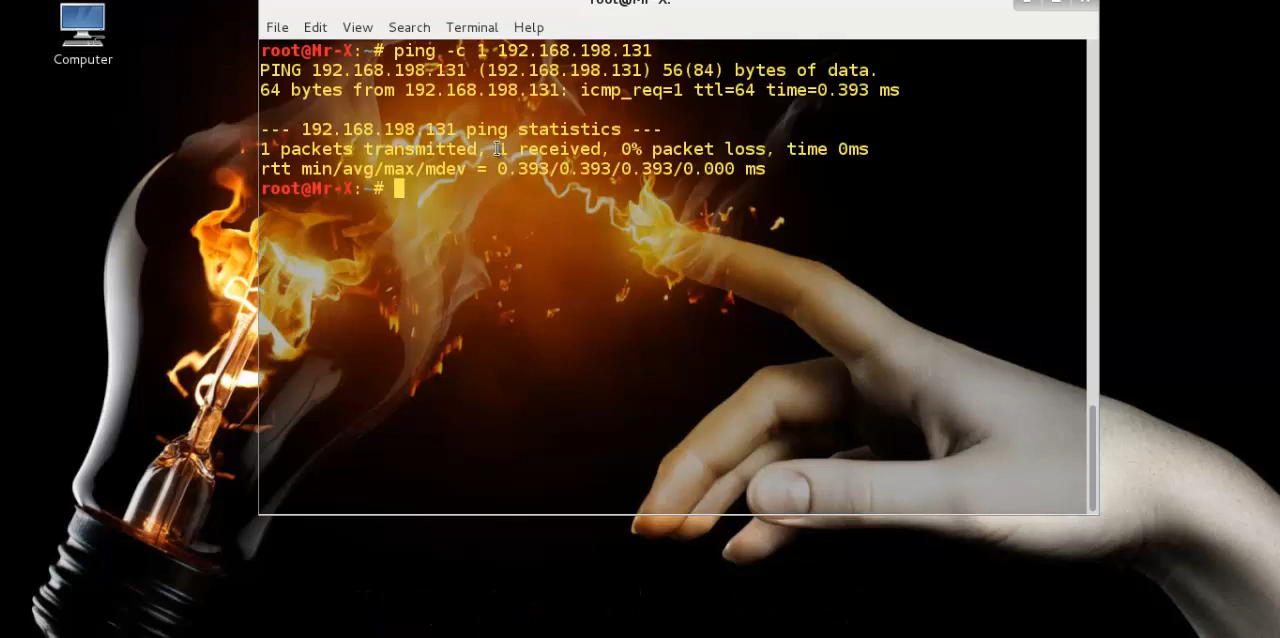 root@Mr-X:
File Edit View Search Terminal Help
Computer
root@Mr-X:~# ping -c 1 192.168.198.131
PING 192.168.198.131 (192.168.198.131) 56(84) bytes of data.
64 bytes from 192.168.198.131: icmp_req=1 ttl=64 time=0.393 ms
--- 192.168.198.131 ping statistics ---
1 packets transmitted, 1 received, 0% packet loss, time 0ms
rtt min/avg/max/mdev = 0.393/0.393/0.393/0.000 ms
root@Mr-X:~#